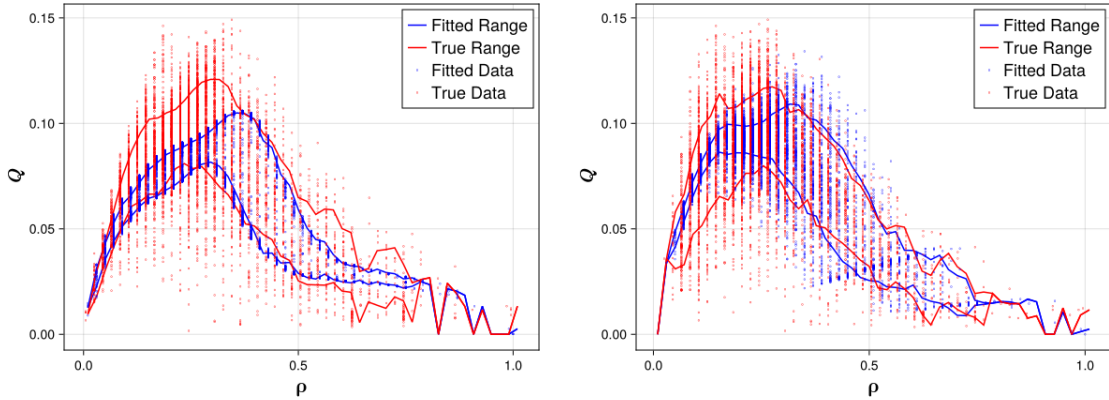 0.15
0.10
0.05
0.00
Q
0.0
0.5
1.0
ρ
Fitted Range
True Range
Fitted Data
True Data
0.15
0.10
0.05
0.00
Q
0.0
0.5
1.0
ρ
Fitted Range
True Range
Fitted Data
True Data